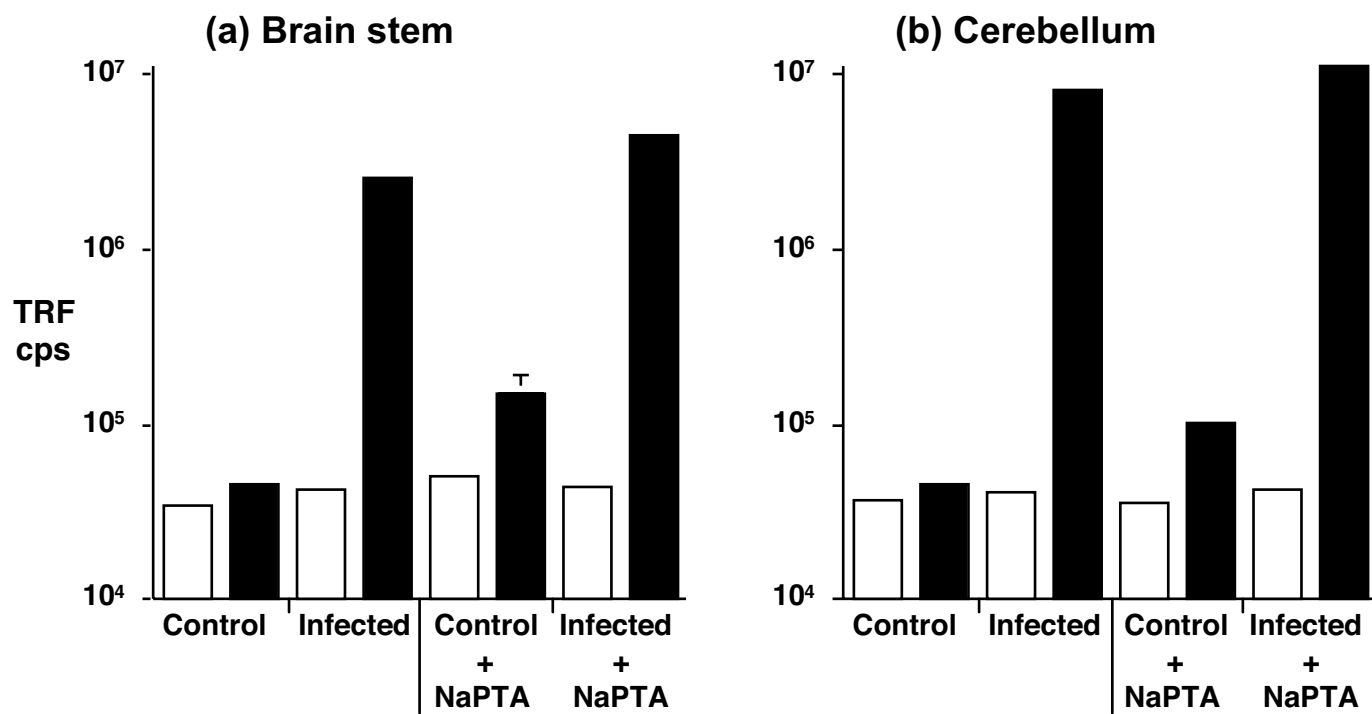 (a) Brain stem
10⁷
10⁶
TRF
cps
10⁵
10⁴
Control Infected Control Infected
+ +
NaPTA NaPTA
(b) Cerebellum
10⁷
10⁶
10⁵
10⁴
Control Infected Control Infected
+ +
NaPTA NaPTA